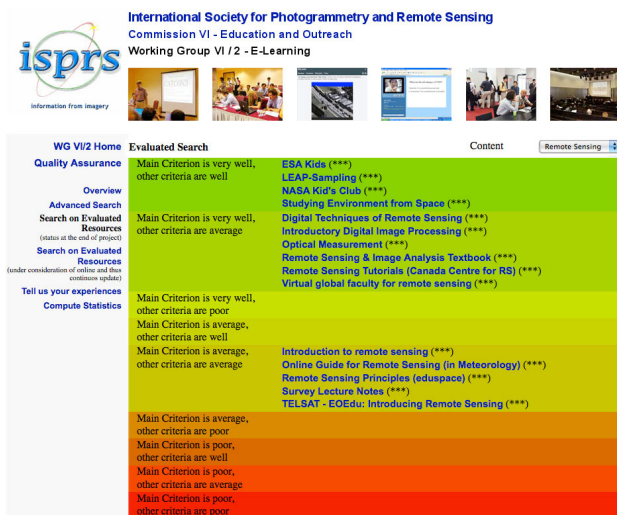 International Society for Photogrammetry and Remote Sensing
Commission VI - Education and Outreach
Working Group VI / 2 - E-Learning
isprs
information from imagery
WG VI/2 Home
Quality Assurance
Overview
Advanced Search
Search on Evaluated
Resources
(status at the end of project)
Search on Evaluated
Resources
(under consideration of online and thus
continuos update)
Tell us your experiences
Compute Statistics
Evaluated Search
Content
Remote Sensing
Main Criterion is very well,
other criteria are well
ESA Kids (***)
LEAP-Sampling (***)
NASA Kid's Club (***)
Studying Environment from Space (***)
Main Criterion is very well,
other criteria are average
Digital Techniques of Remote Sensing (***)
Introductory Digital Image Processing (***)
Optical Measurement (***)
Remote Sensing & Image Analysis Textbook (***)
Remote Sensing Tutorials (Canada Centre for RS) (***)
Virtual global faculty for remote sensing (***)
Main Criterion is very well,
other criteria are poor
Main Criterion is average,
other criteria are well
Main Criterion is average,
other criteria are average
Introduction to remote sensing (***)
Online Guide for Remote Sensing (in Meteorology) (***)
Remote Sensing Principles (eduspace) (***)
Survey Lecture Notes (***)
TELSAT - EOEdu: Introducing Remote Sensing (***)
Main Criterion is average,
other criteria are poor
Main Criterion is poor,
other criteria are well
Main Criterion is poor,
other criteria are average
Main Criterion is poor,
other criteria are poor